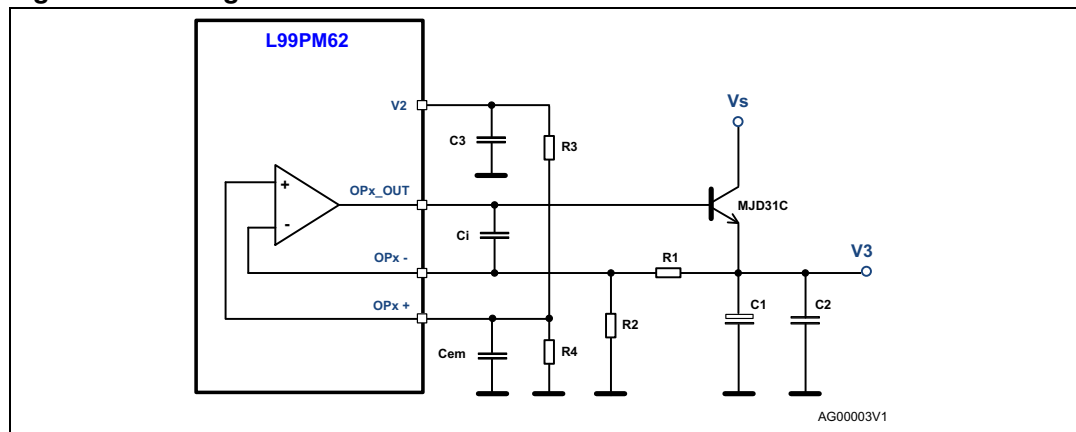 L99PM62
V2
C3
R3
Vs
OPx_OUT
MJD31C
+
-
Ci
OPx -
R1
V3
OPx +
R2
C1
C2
Cem
R4
AG00003V1